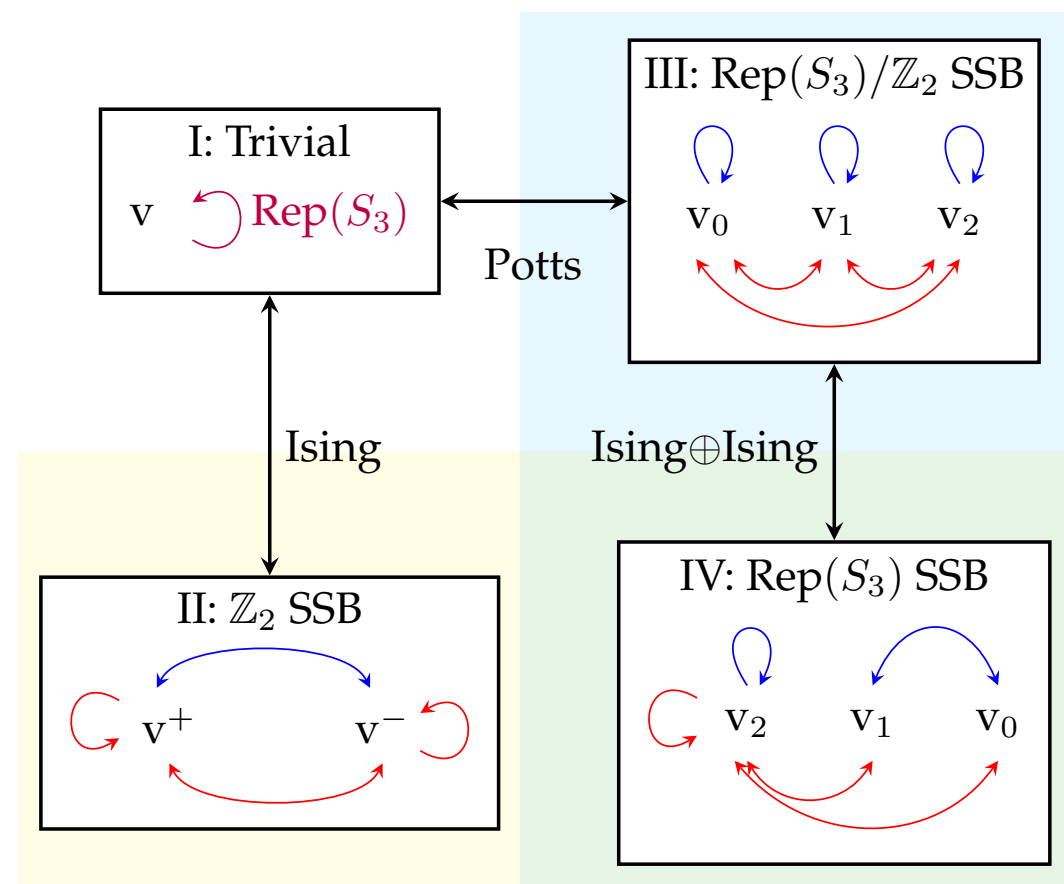 I: Trivial
v Rep(S₃)
III: Rep(S₃)/ℤ₂ SSB
v₀ v₁ v₂
Potts
Ising
Ising⊕Ising
II: ℤ₂ SSB
v⁺ v⁻
IV: Rep(S₃) SSB
v₂ v₁ v₀